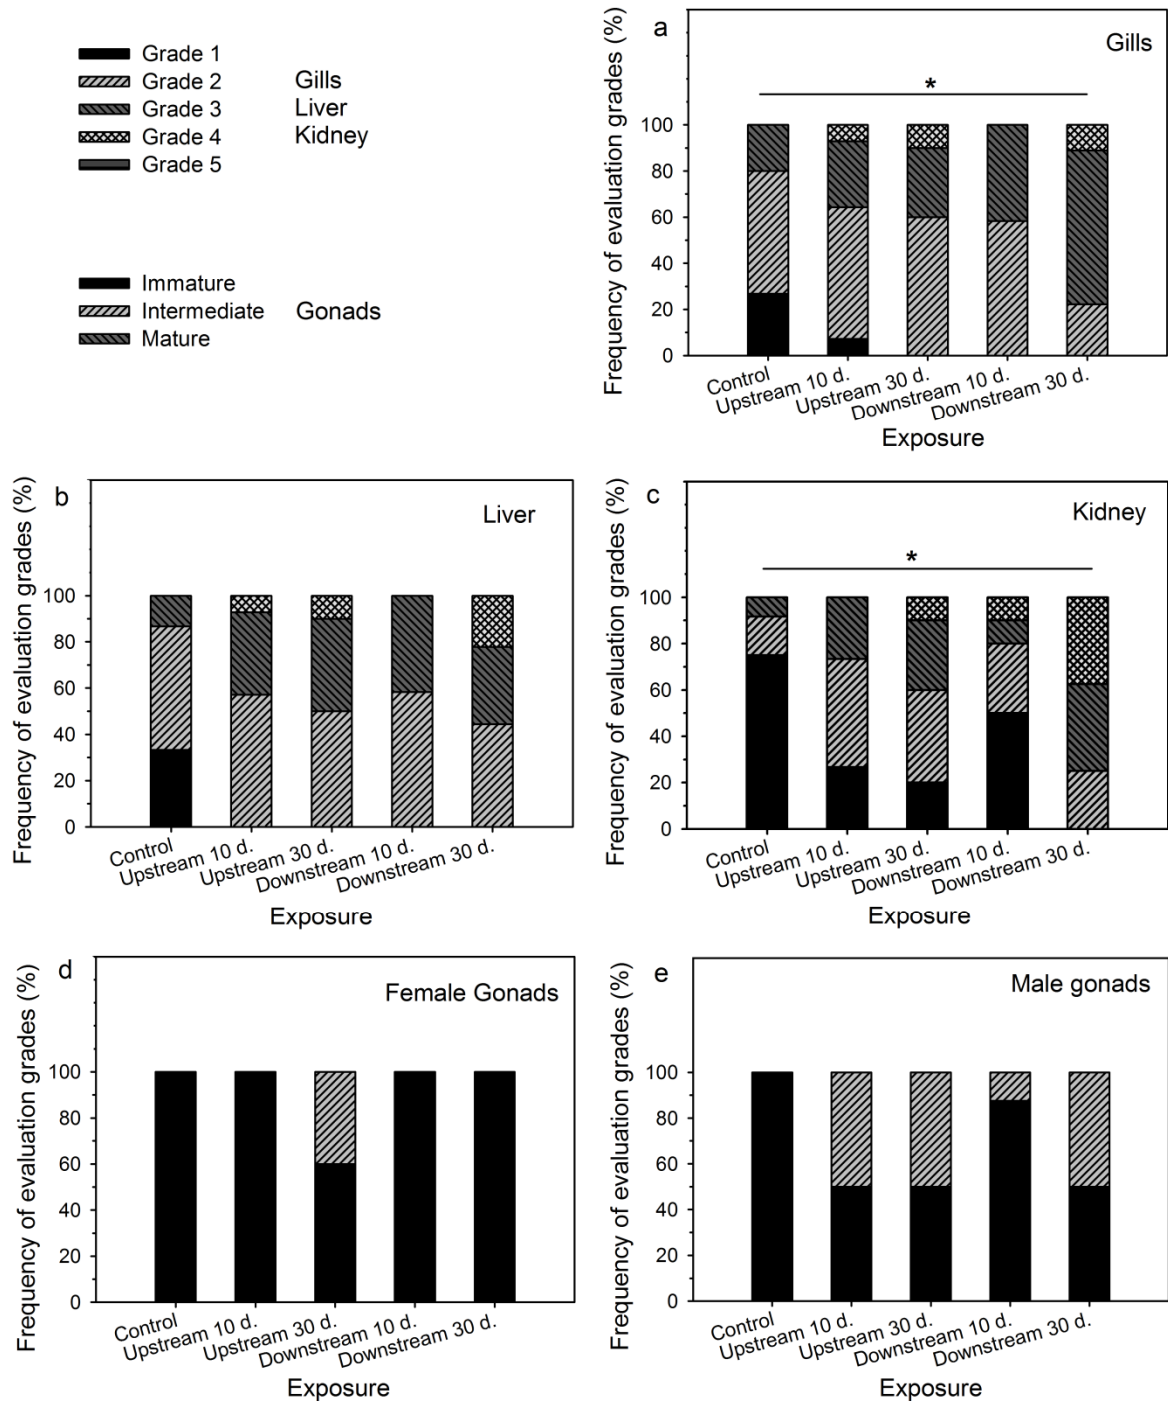 Grade 1
Grade 2
Grade 3
Grade 4
Grade 5
Gills
Liver
Kidney
Immature
Intermediate
Mature
Gonads
a
Gills
*
Frequency of evaluation grades (%)
100
80
60
40
20
0
Control
Upstream 10 d.
Upstream 30 d.
Downstream 10 d.
Downstream 30 d.
Exposure
b
Liver
Frequency of evaluation grades (%)
100
80
60
40
20
0
Control
Upstream 10 d.
Upstream 30 d.
Downstream 10 d.
Downstream 30 d.
Exposure
c
Kidney
*
Frequency of evaluation grades (%)
100
80
60
40
20
0
Control
Upstream 10 d.
Upstream 30 d.
Downstream 10 d.
Downstream 30 d.
Exposure
d
Female Gonads
Frequency of evaluation grades (%)
100
80
60
40
20
0
Control
Upstream 10 d.
Upstream 30 d.
Downstream 10 d.
Downstream 30 d.
Exposure
e
Male gonads
Frequency of evaluation grades (%)
100
80
60
40
20
0
Control
Upstream 10 d.
Upstream 30 d.
Downstream 10 d.
Downstream 30 d.
Exposure